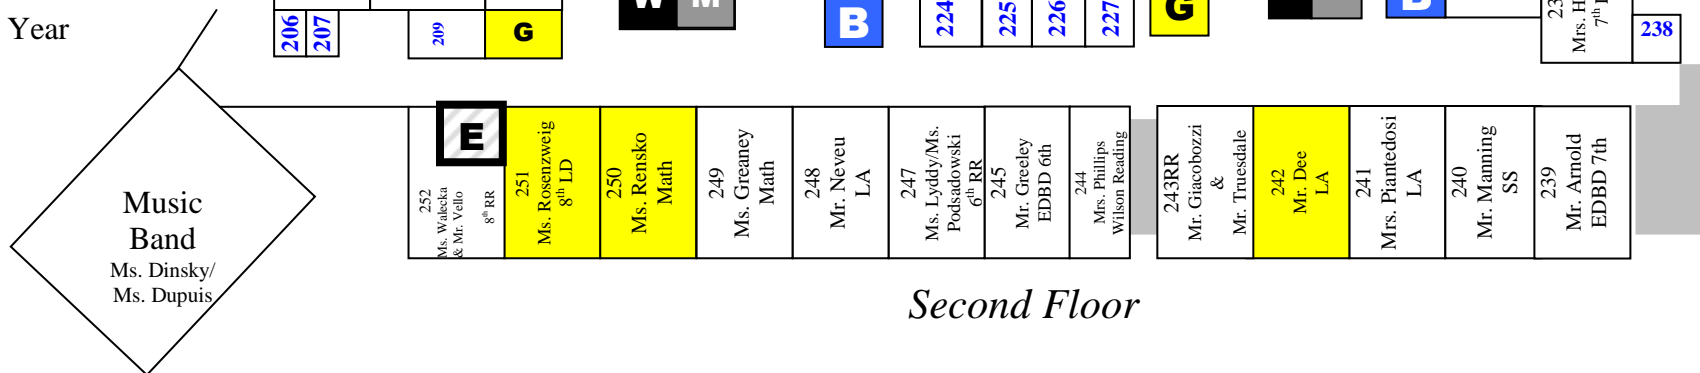 Year
206
207
209
G
W M
B
224
225
226
227
G
B
Mrs. H
7th
238
E
252
Ms. Walecka
& Mr. Vello
8th RR
251
Ms. Rosenzweig
8th LD
250
Ms. Rensko
Math
249
Ms. Greaney
Math
248
Mr. Neveu
LA
247
Ms. Lyddy/Ms.
Podsadowski
6th RR
245
Mr. Greeley
EDBD 6th
244
Mrs. Phillips
Wilson Reading
243RR
Mr. Giacobozzi
&
Mr. Truesdale
242
Mr. Dee
LA
241
Mrs. Piantedosi
LA
240
Mr. Manning
SS
239
Mr. Arnold
EDBD 7th
Music
Band
Ms. Dinsky/
Ms. Dupuis
Second Floor